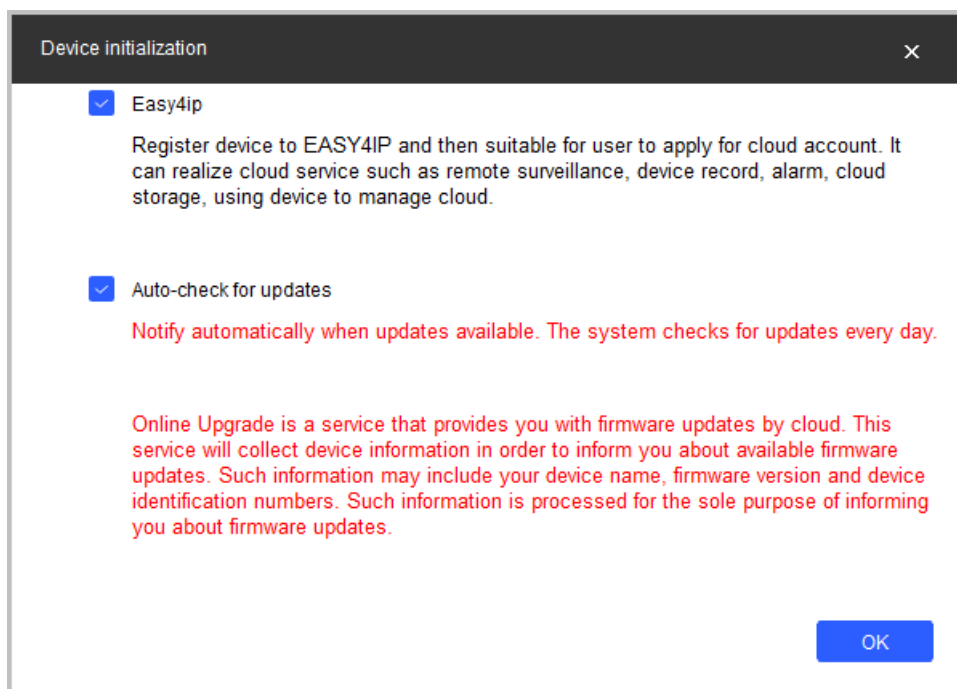 Device initialization
Easy4ip
Register device to EASY4IP and then suitable for user to apply for cloud account. It
can realize cloud service such as remote surveillance, device record, alarm, cloud
storage, using device to manage cloud.
Auto-check for updates
Notify automatically when updates available. The system checks for updates every day.
Online Upgrade is a service that provides you with firmware updates by cloud. This
service will collect device information in order to inform you about available firmware
updates. Such information may include your device name, firmware version and device
identification numbers. Such information is processed for the sole purpose of informing
you about firmware updates.
OK